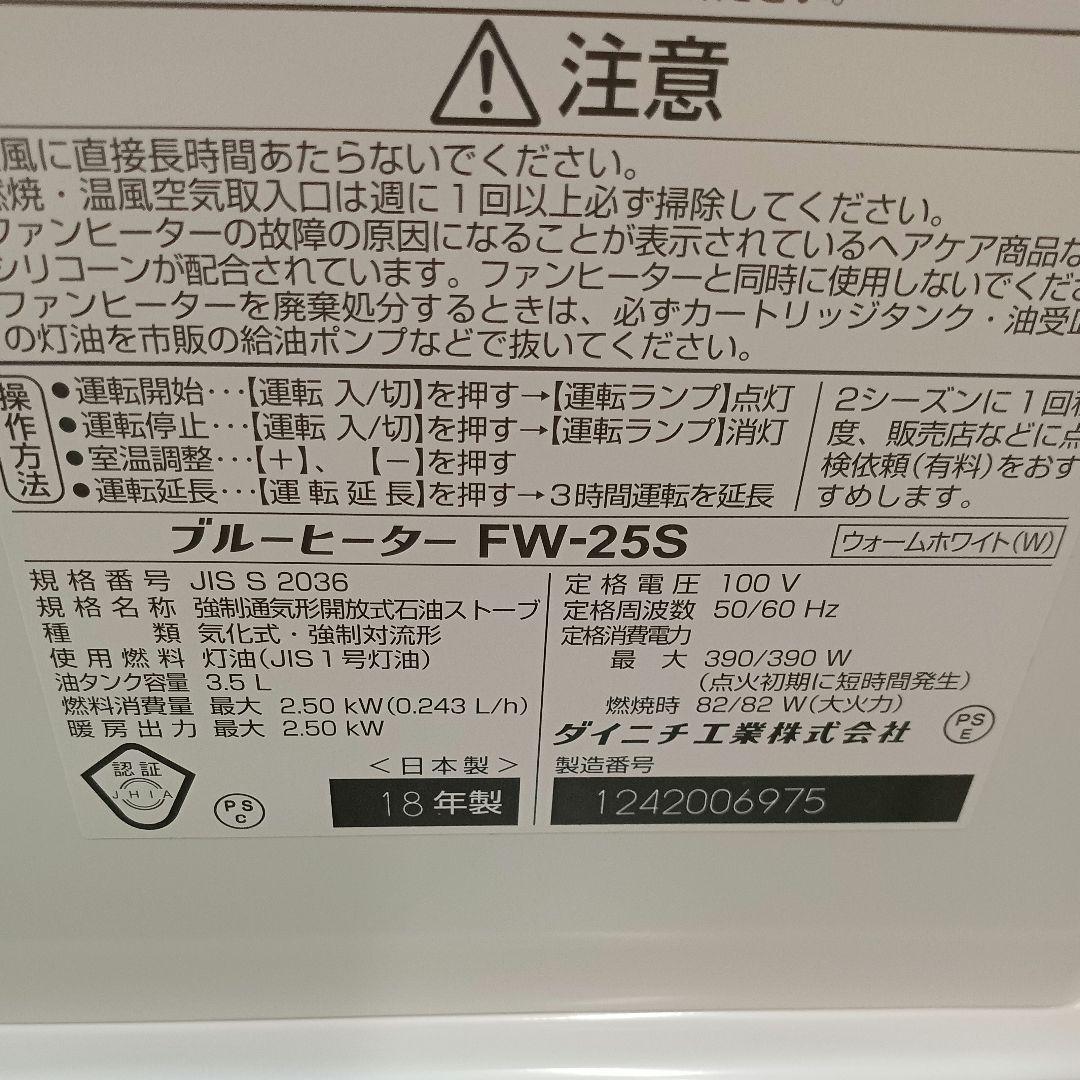 ください。
注意
風に直接長時間あたらないでください。
焼・温風空気取入口は週に1回以上必ず掃除してください。
ファンヒーターの故障の原因になることが表示されているヘアケア商品な
シリコーンが配合されています。ファンヒーターと同時に使用しないでくださ
ファンヒーターを廃棄処分するときは、必ずカートリッジタンク・油受皿
の灯油を市販の給油ポンプなどで抜いてください。
操作方法
●運転開始…【運転 入/切】を押す→【運転ランプ】点灯
●運転停止…【運転 入/切】を押す→【運転ランプ】消灯
●室温調整…【＋】、【－】を押す
●運転延長…【運転延長】を押す→3時間運転を延長
2シーズンに1回程
度、販売店などに点
検依頼(有料)をおす
すめします。
ブルーヒーター FW-25S
ウォームホワイト(W)
規格番号 JIS S 2036
規格名称 強制通気形開放式石油ストーブ
種類 気化式・強制対流形
使用燃料 灯油(JIS1号灯油)
油タンク容量 3.5 L
燃料消費量 最大 2.50 kW(0.243 L/h)
暖房出力 最大 2.50 kW
定格電圧 100 V
定格周波数 50/60 Hz
定格消費電力
最大 390/390 W
(点火初期に短時間発生)
燃焼時 82/82 W(大火力)
ダイニチ工業株式会社
PS
E
認証
JHIA
PS
C
<日本製>
18年製
製造番号
1242006975